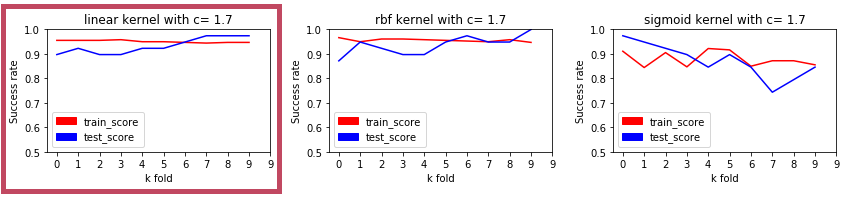 linear kernel with c= 1.7
Success rate
1.0
0.9
0.8
0.7
0.6
0.5
train_score
test_score
0 1 2 3 4 5 6 7 8 9 9
k fold
rbf kernel with c= 1.7
Success rate
1.0
0.9
0.8
0.7
0.6
0.5
train_score
test_score
0 1 2 3 4 5 6 7 8 9 9
k fold
sigmoid kernel with c= 1.7
Success rate
1.0
0.9
0.8
0.7
0.6
0.5
train_score
test_score
0 1 2 3 4 5 6 7 8 9 9
k fold